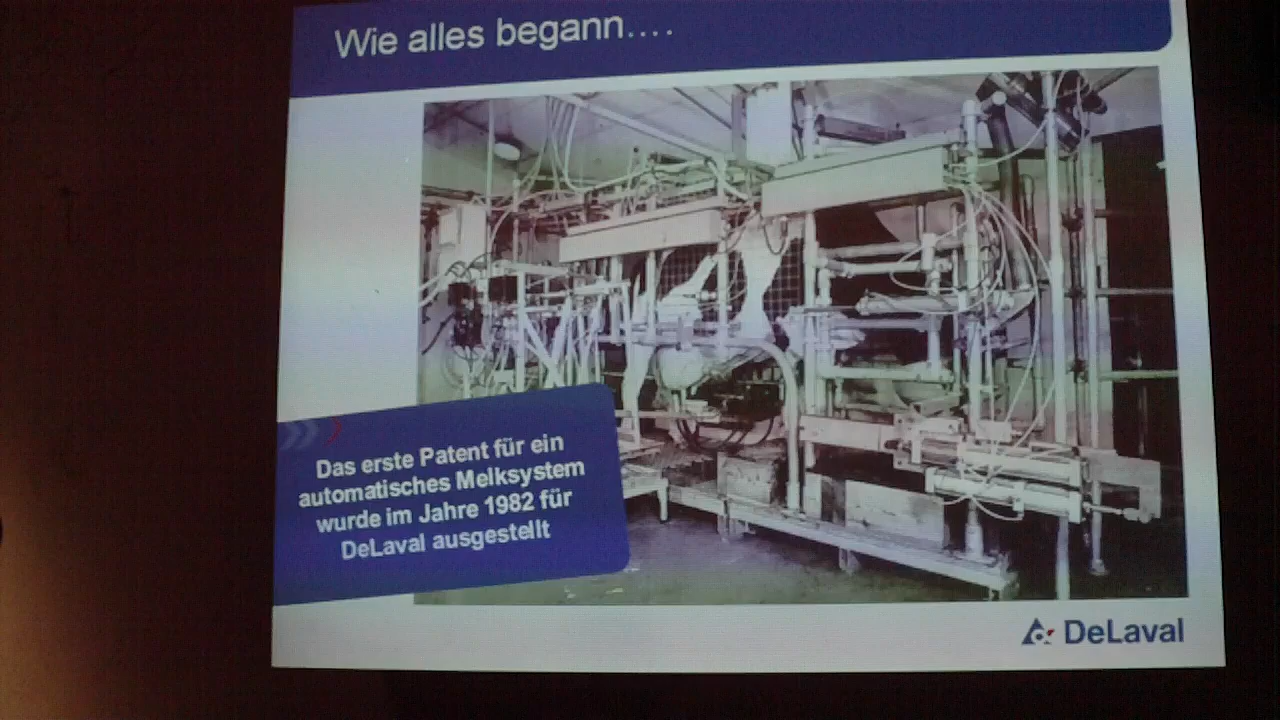 Wie alles begann....
Das erste Patent für ein
automatisches Melksystem
wurde im Jahre 1982 für
DeLaval ausgestellt
DeLaval